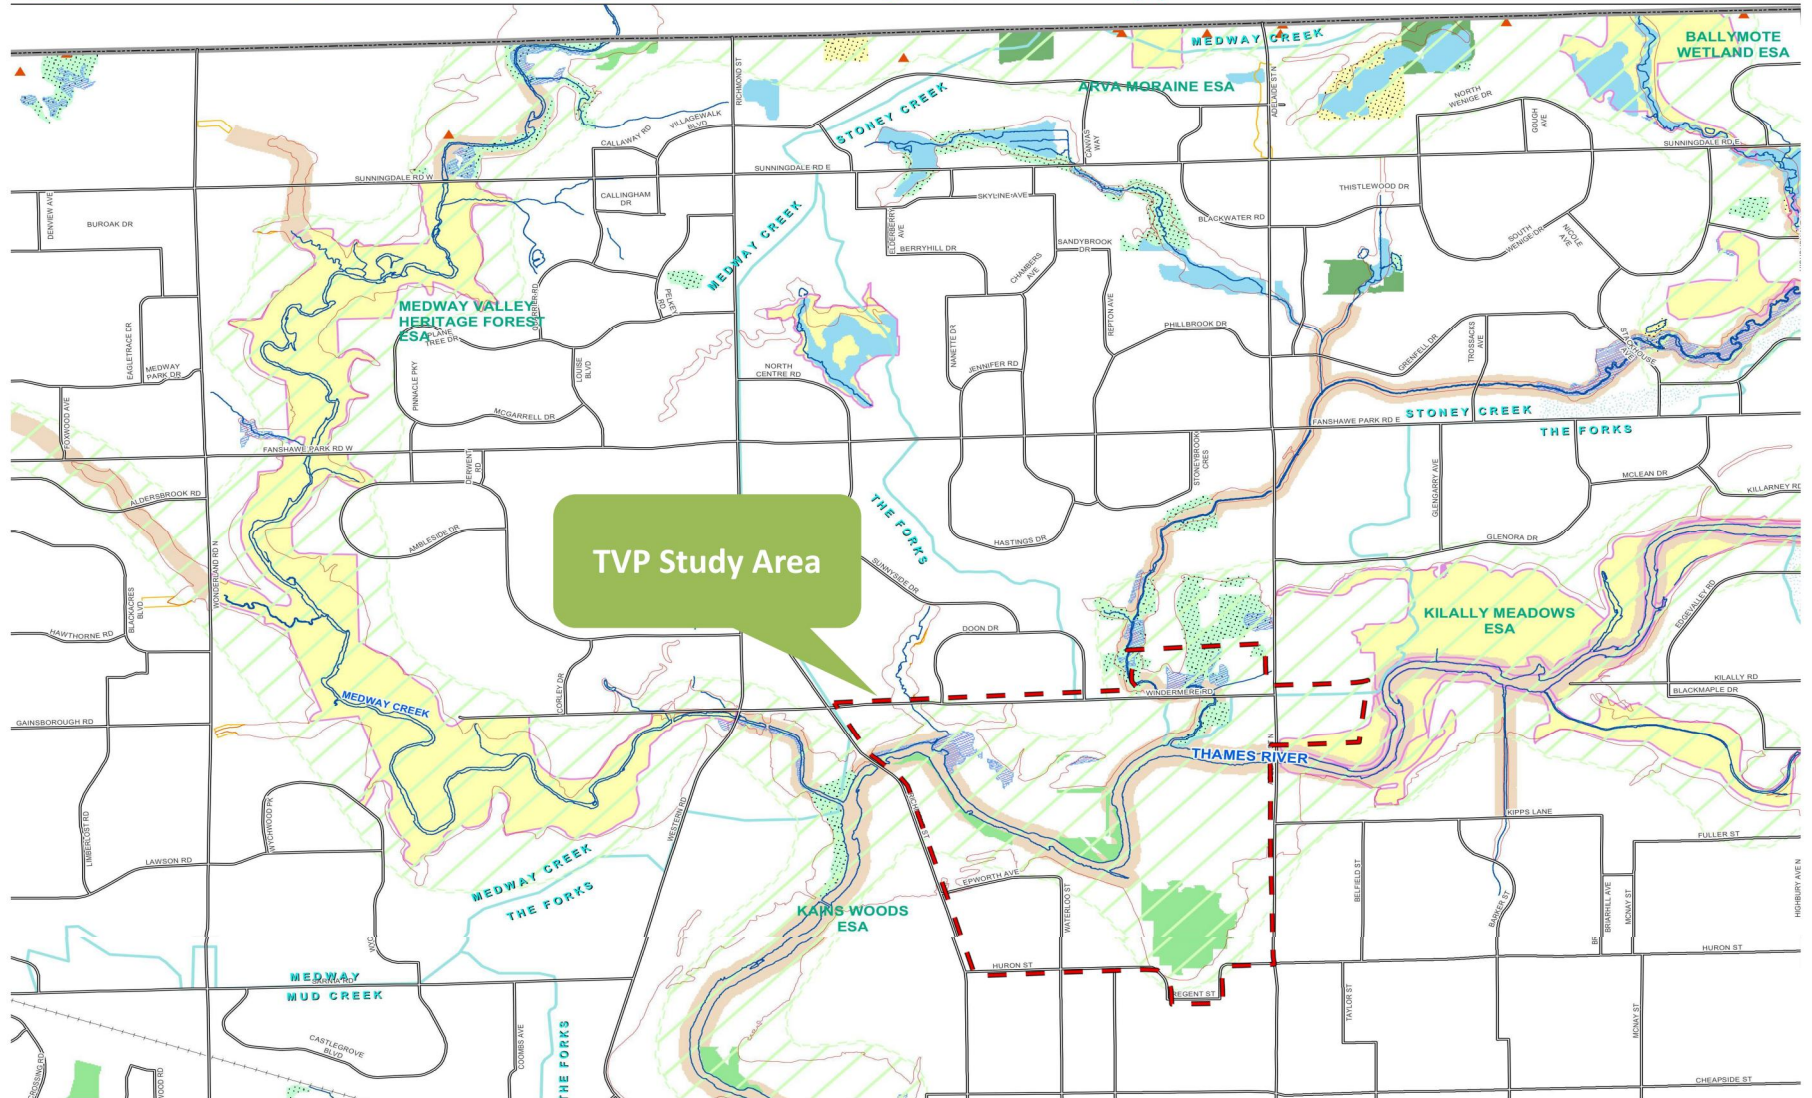 BALLYMOTE
WETLAND ESA
MEDWAY CREEK
RICHMOND ST
ADELAIDE ST N
ARVA MORAINE ESA
NORTH
WENIGE DR
GOUGH
AVE
STONEY CREEK
VILLAGEWALK
BLVD
CALLAWAY RD
CANVAS
WAY
SUNNINGDALE RD E
SUNNINGDALE RD W
SUNNINGDALE RD E
DENVIEW AVE
BUROAK DR
CALLINGHAM
DR
SKYLINE AVE
THISTLEWOOD DR
BLACKWATER RD
ELDERBERRY
AVE
BERRYHILL DR
SANDYBROOK
DR
SOUTH
WENIGE DR
NICOLE
AVE
MEDWAY CREEK
CHAMBERS
AVE
PELKEY
RD
MEDWAY VALLEY
HERITAGE FOREST
ESA
PLANE
TREE DR
EAGLETRACE DR
MEDWAY
PARK DR
PINNACLE PKY
LOUISE
BLVD
NORTH
CENTRE RD
NANETTE DR
JENNIFER RD
REPTON AVE
PHILLBROOK DR
GRENFELL DR
TROSSACKS
AVE
STACKHOUSE
AVE
MCGARRELL DR
FOXWOOD AVE
FANSHAWE PARK RD W
FANSHAWE PARK RD E
STONEY CREEK
THE FORKS
DERWENT
RD
STONEYBROOK
CRES
GLENGARRY AVE
MCLEAN DR
KILLARNEY RD
ALDERSBROOK RD
AMBLESIDE DR
THE FORKS
HASTINGS DR
GLENORA DR
TVP Study Area
SUNNYSIDE DR
WONDERLAND RD N
BLACKACRES
BLVD
HAWTHORNE RD
DOON DR
KILALLY MEADOWS
ESA
EDGEVALLEY RD
MEDWAY CREEK
CORLEY DR
WINDERMERE RD
KILALLY RD
BLACKMAPLE DR
GAINSBOROUGH RD
THAMES RIVER
WESTERN RD
LIMBERLOST RD
WYCHWOOD PK
LAWSON RD
KIPPS LANE
FULLER ST
MEDWAY CREEK
THE FORKS
EPWORTH AVE
WATERLOO ST
BELFIELD ST
BARKER ST
BRIARHILL AVE
MCNAY ST
HIGHBURY AVE N
KAINS WOODS
ESA
HURON ST
HURON ST
MEDWAY
SARNIA RD
MUD CREEK
REGENT ST
TAYLOR ST
MCNAY ST
CASTLEGROVE
BLVD
COOMBS AVE
THE FORKS
CHEAPSIDE ST